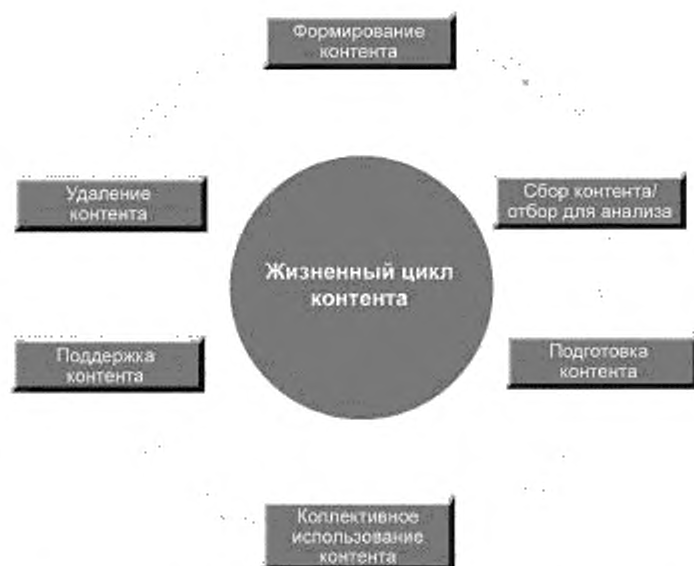 Формирование
контента
Удаление
контента
Сбор контента/
отбор для анализа
Жизненный цикл
контента
Поддержка
контента
Подготовка
контента
Коллективное
использование
контента